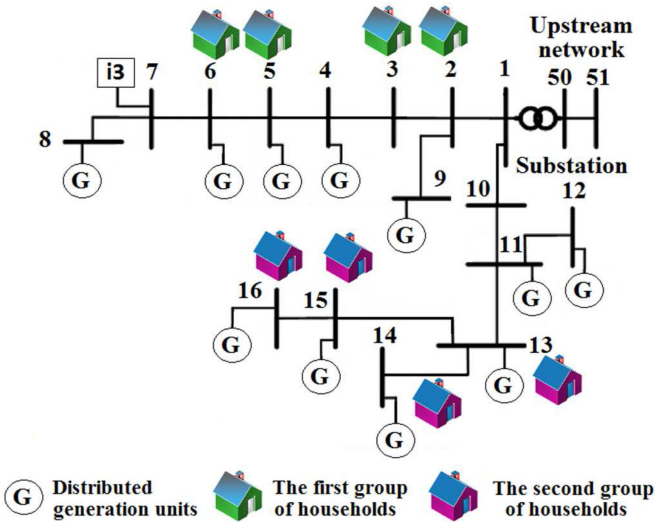 Upstream
network
i3 7 6 5 4 3 2 1 50 51
8
Substation
G G G G
9
10
12
G
11
16 15
G
G
14
13
G
G
G
G
G Distributed generation units
The first group of households
The second group of households